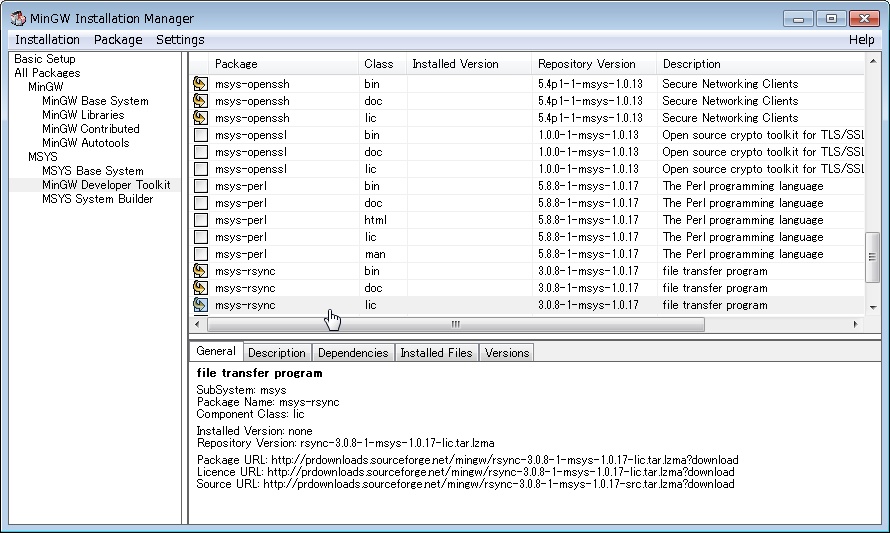 MinGW Installation Manager
Installation Package Settings Help
Basic Setup
All Packages
MinGW
MinGW Base System
MinGW Libraries
MinGW Contributed
MinGW Autotools
MSYS
MSYS Base System
MinGW Developer Toolkit
MSYS System Builder
Package Class Installed Version Repository Version Description
msys-openssh bin 5.4p1-1-msys-1.0.13 Secure Networking Clients
msys-openssh doc 5.4p1-1-msys-1.0.13 Secure Networking Clients
msys-openssh lic 5.4p1-1-msys-1.0.13 Secure Networking Clients
msys-openssl bin 1.0.0-1-msys-1.0.13 Open source crypto toolkit for TLS/SSL
msys-openssl doc 1.0.0-1-msys-1.0.13 Open source crypto toolkit for TLS/SSL
msys-openssl lic 1.0.0-1-msys-1.0.13 Open source crypto toolkit for TLS/SSL
msys-perl bin 5.8.8-1-msys-1.0.17 The Perl programming language
msys-perl doc 5.8.8-1-msys-1.0.17 The Perl programming language
msys-perl html 5.8.8-1-msys-1.0.17 The Perl programming language
msys-perl lic 5.8.8-1-msys-1.0.17 The Perl programming language
msys-perl man 5.8.8-1-msys-1.0.17 The Perl programming language
msys-rsync bin 3.0.8-1-msys-1.0.17 file transfer program
msys-rsync doc 3.0.8-1-msys-1.0.17 file transfer program
msys-rsync lic 3.0.8-1-msys-1.0.17 file transfer program
General Description Dependencies Installed Files Versions
file transfer program
SubSystem: msys
Package Name: msys-rsync
Component Class: lic
Installed Version: none
Repository Version: rsync-3.0.8-1-msys-1.0.17-lic.tar.lzma
Package URL: http://prdownloads.sourceforge.net/mingw/rsync-3.0.8-1-msys-1.0.17-lic.tar.lzma?download
Licence URL: http://prdownloads.sourceforge.net/mingw/rsync-3.0.8-1-msys-1.0.17-lic.tar.lzma?download
Source URL: http://prdownloads.sourceforge.net/mingw/rsync-3.0.8-1-msys-1.0.17-src.tar.lzma?download